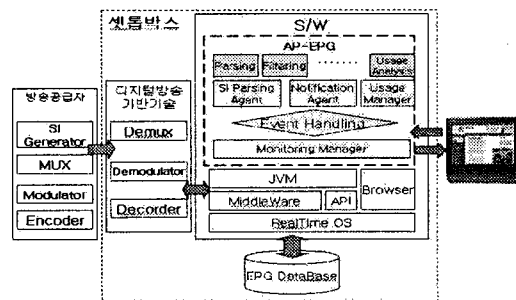 셋톱박스
S/W
AP-EPG
Parsing
Filtering
........
Usage
Analysis
SI Parsing
Agent
Notification
Agent
Usage
Manager
Event Handling
Monitoring Manager
JVM
Browser
MiddleWare
API
RealTime OS
EPG DataBase
방송공급자
SI
Generator
MUX
Modulator
Encoder
디지털방송
기반기술
Demux
Demodulator
Decorder